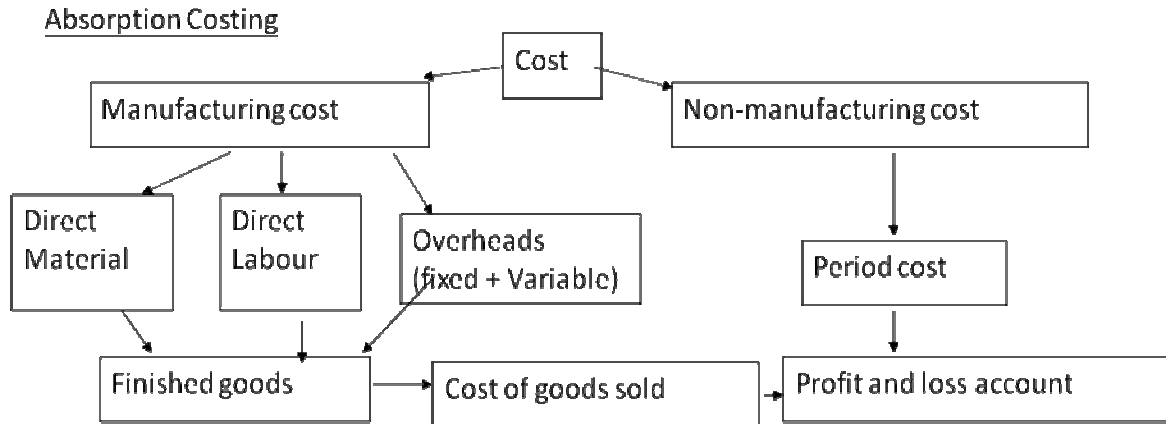 Absorption Costing
Cost
Manufacturing cost
Non-manufacturing cost
Direct
Material
Direct
Labour
Overheads
(fixed + Variable)
Period cost
Finished goods
Cost of goods sold
Profit and loss account